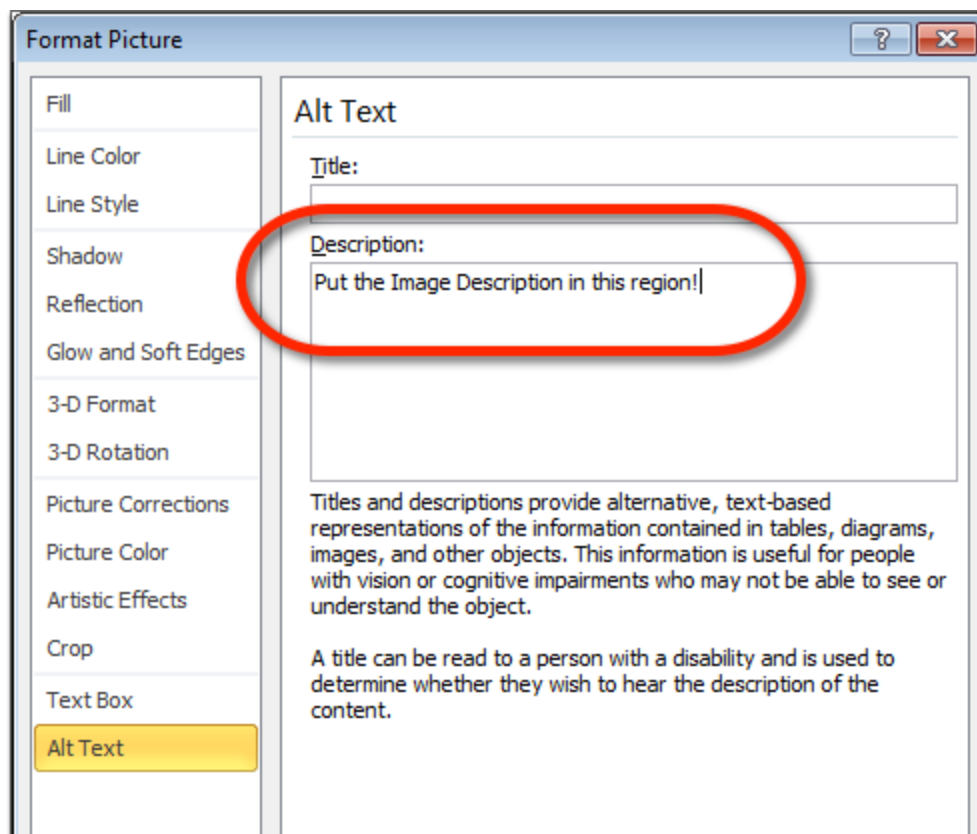 Format Picture
Fill
Line Color
Line Style
Shadow
Reflection
Glow and Soft Edges
3-D Format
3-D Rotation
Picture Corrections
Picture Color
Artistic Effects
Crop
Text Box
Alt Text
Alt Text
Title:
Description:
Put the Image Description in this region!
Titles and descriptions provide alternative, text-based
representations of the information contained in tables, diagrams,
images, and other objects. This information is useful for people
with vision or cognitive impairments who may not be able to see or
understand the object.
A title can be read to a person with a disability and is used to
determine whether they wish to hear the description of the
content.